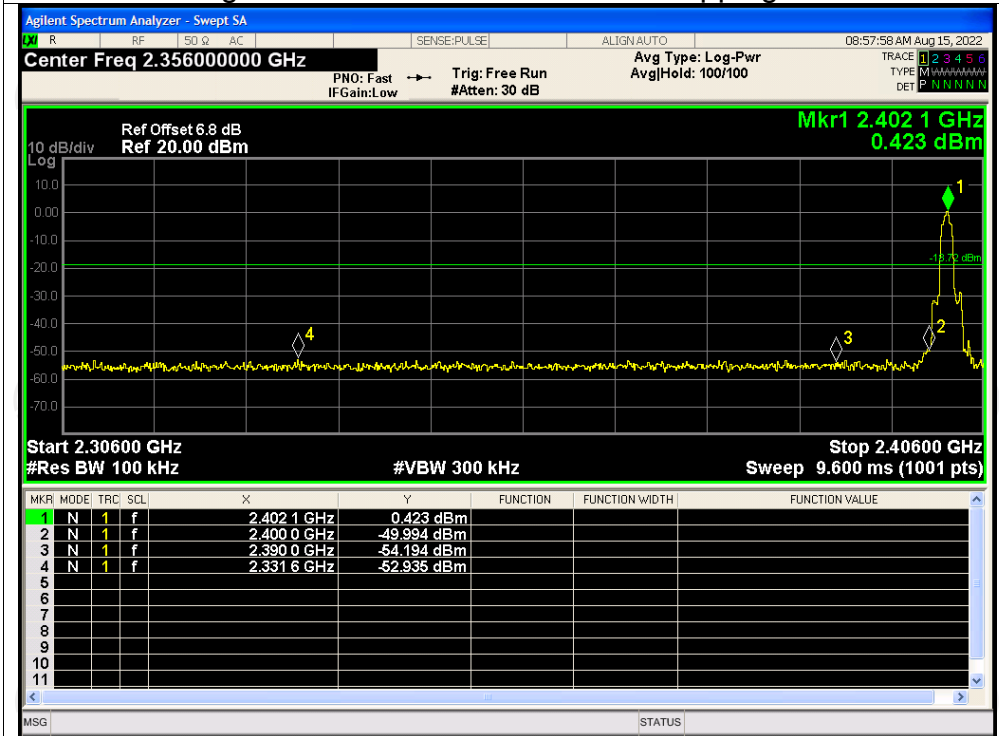 Agilent Spectrum Analyzer - Swept SA
LXI R RF 50 Ω AC SENSE:PULSE ALIGN AUTO 08:57:58 AM Aug 15, 2022
Center Freq 2.356000000 GHz
PNO: Fast
IFGain:Low
Trig: Free Run
#Atten: 30 dB
Avg Type: Log-Pwr
Avg|Hold: 100/100
TRACE 1 2 3 4 5 6
TYPE M
DET P N N N N N
Mkr1 2.402 1 GHz
0.423 dBm
Ref Offset 6.8 dB
10 dB/div Ref 20.00 dBm
Log
10.0
0.00
-10.0
-20.0
-30.0
-40.0
-50.0
-60.0
-70.0
1
2
3
4
dBm
Start 2.30600 GHz
Stop 2.40600 GHz
#Res BW 100 kHz
#VBW 300 kHz
Sweep 9.600 ms (1001 pts)
MKR MODE TRC SCL X Y FUNCTION FUNCTION WIDTH FUNCTION VALUE
1 N 1 f 2.402 1 GHz 0.423 dBm
2 N 1 f 2.400 0 GHz -49.994 dBm
3 N 1 f 2.390 0 GHz -54.194 dBm
4 N 1 f 2.331 6 GHz -52.935 dBm
5
6
7
8
9
10
11
MSG STATUS